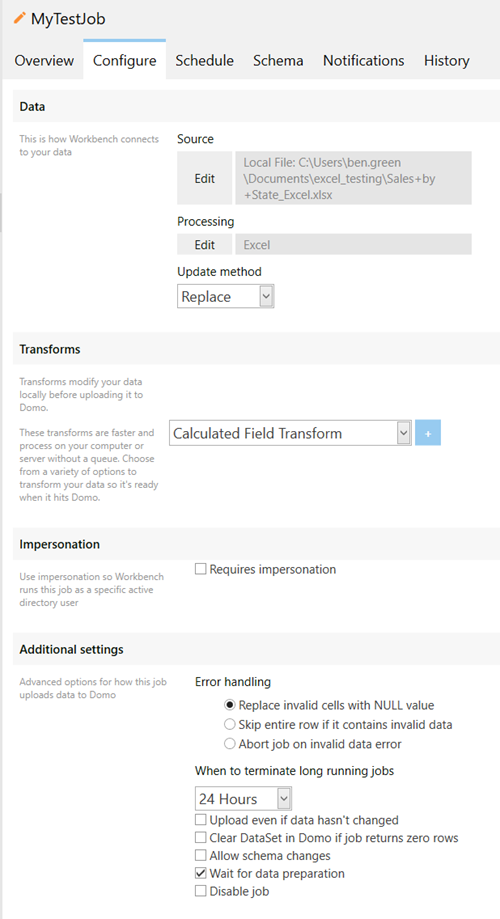 MyTestJob
Overview Configure Schedule Schema Notifications History
Data
This is how Workbench connects
to your data
Source
Edit
Local File: C:\Users\ben.green
\Documents\excel_testing\Sales+by
+State_Excel.xlsx
Processing
Edit Excel
Update method
Replace
Transforms
Transforms modify your data
locally before uploading it to
Domo.
These transforms are faster and
process on your computer or
server without a queue. Choose
from a variety of options to
transform your data so it's ready
when it hits Domo.
Calculated Field Transform +
Impersonation
Use impersonation so Workbench
runs this job as a specific active
directory user
Requires impersonation
Additional settings
Advanced options for how this job
uploads data to Domo
Error handling
Replace invalid cells with NULL value
Skip entire row if it contains invalid data
Abort job on invalid data error
When to terminate long running jobs
24 Hours
Upload even if data hasn't changed
Clear DataSet in Domo if job returns zero rows
Allow schema changes
Wait for data preparation
Disable job